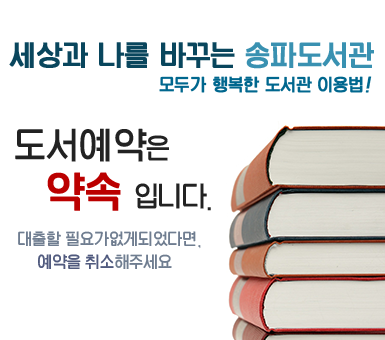 세상과 나를 바꾸는 송파도서관
모두가 행복한 도서관 이용법!
도서예약은
약속 입니다.
대출할 필요가없게되었다면,
예약을 취소해주세요